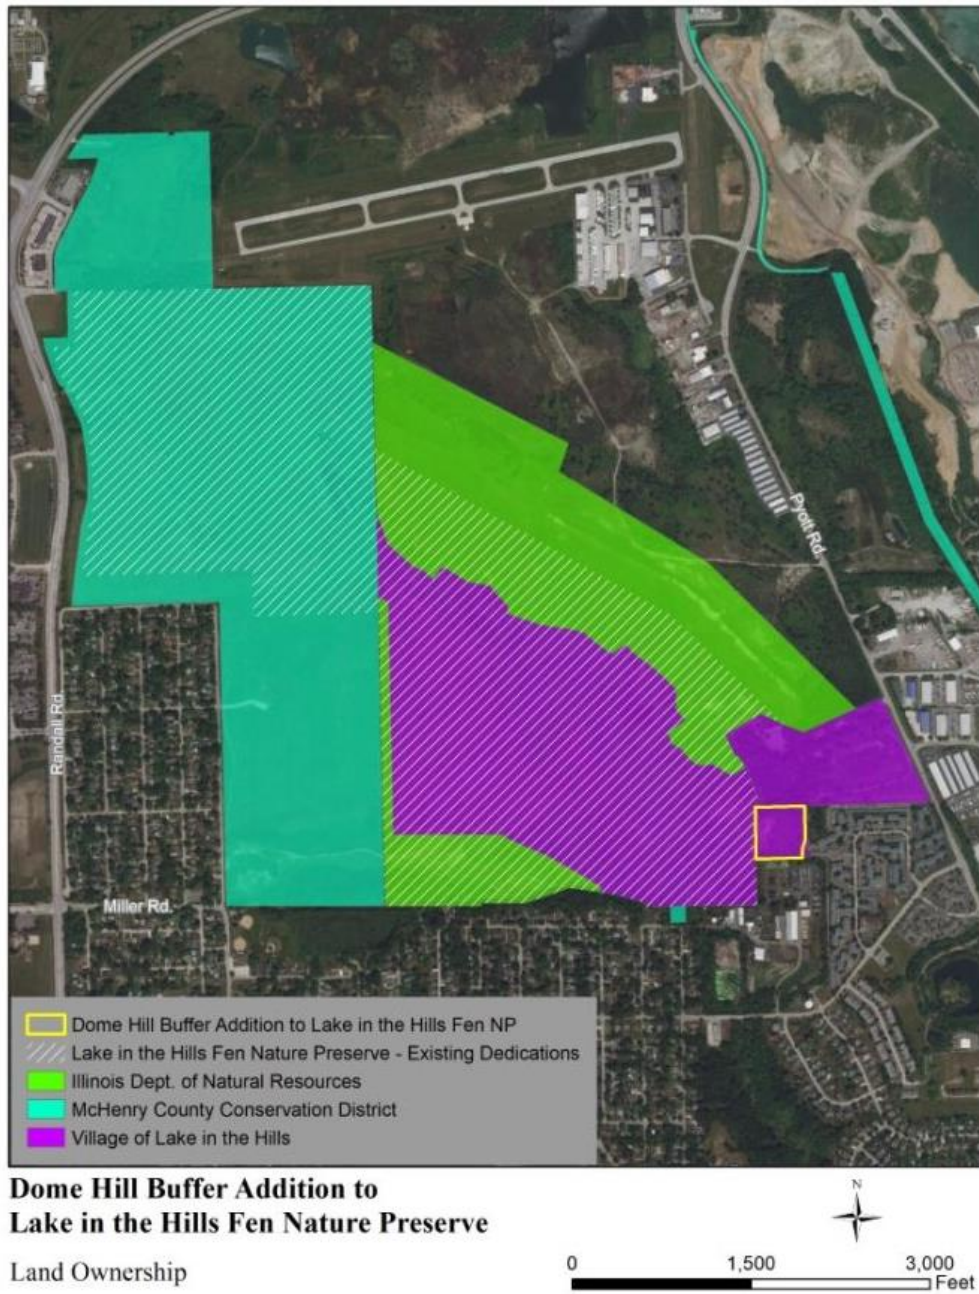 Pyott Rd.
Randall Rd.
Miller Rd.
Dome Hill Buffer Addition to Lake in the Hills Fen NP
Lake in the Hills Fen Nature Preserve - Existing Dedications
Illinois Dept. of Natural Resources
McHenry County Conservation District
Village of Lake in the Hills
Dome Hill Buffer Addition to
Lake in the Hills Fen Nature Preserve
Land Ownership
N
0 1,500 3,000
Feet